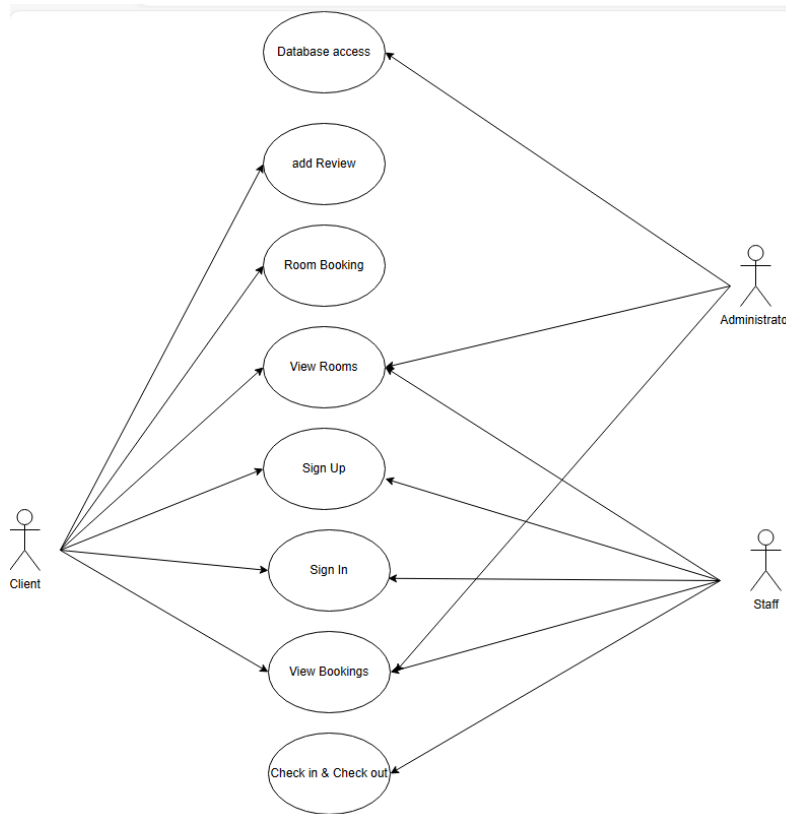 Database access
add Review
Room Booking
Administrato
View Rooms
Sign Up
Sign In
Client
Staff
View Bookings
Check in & Check out